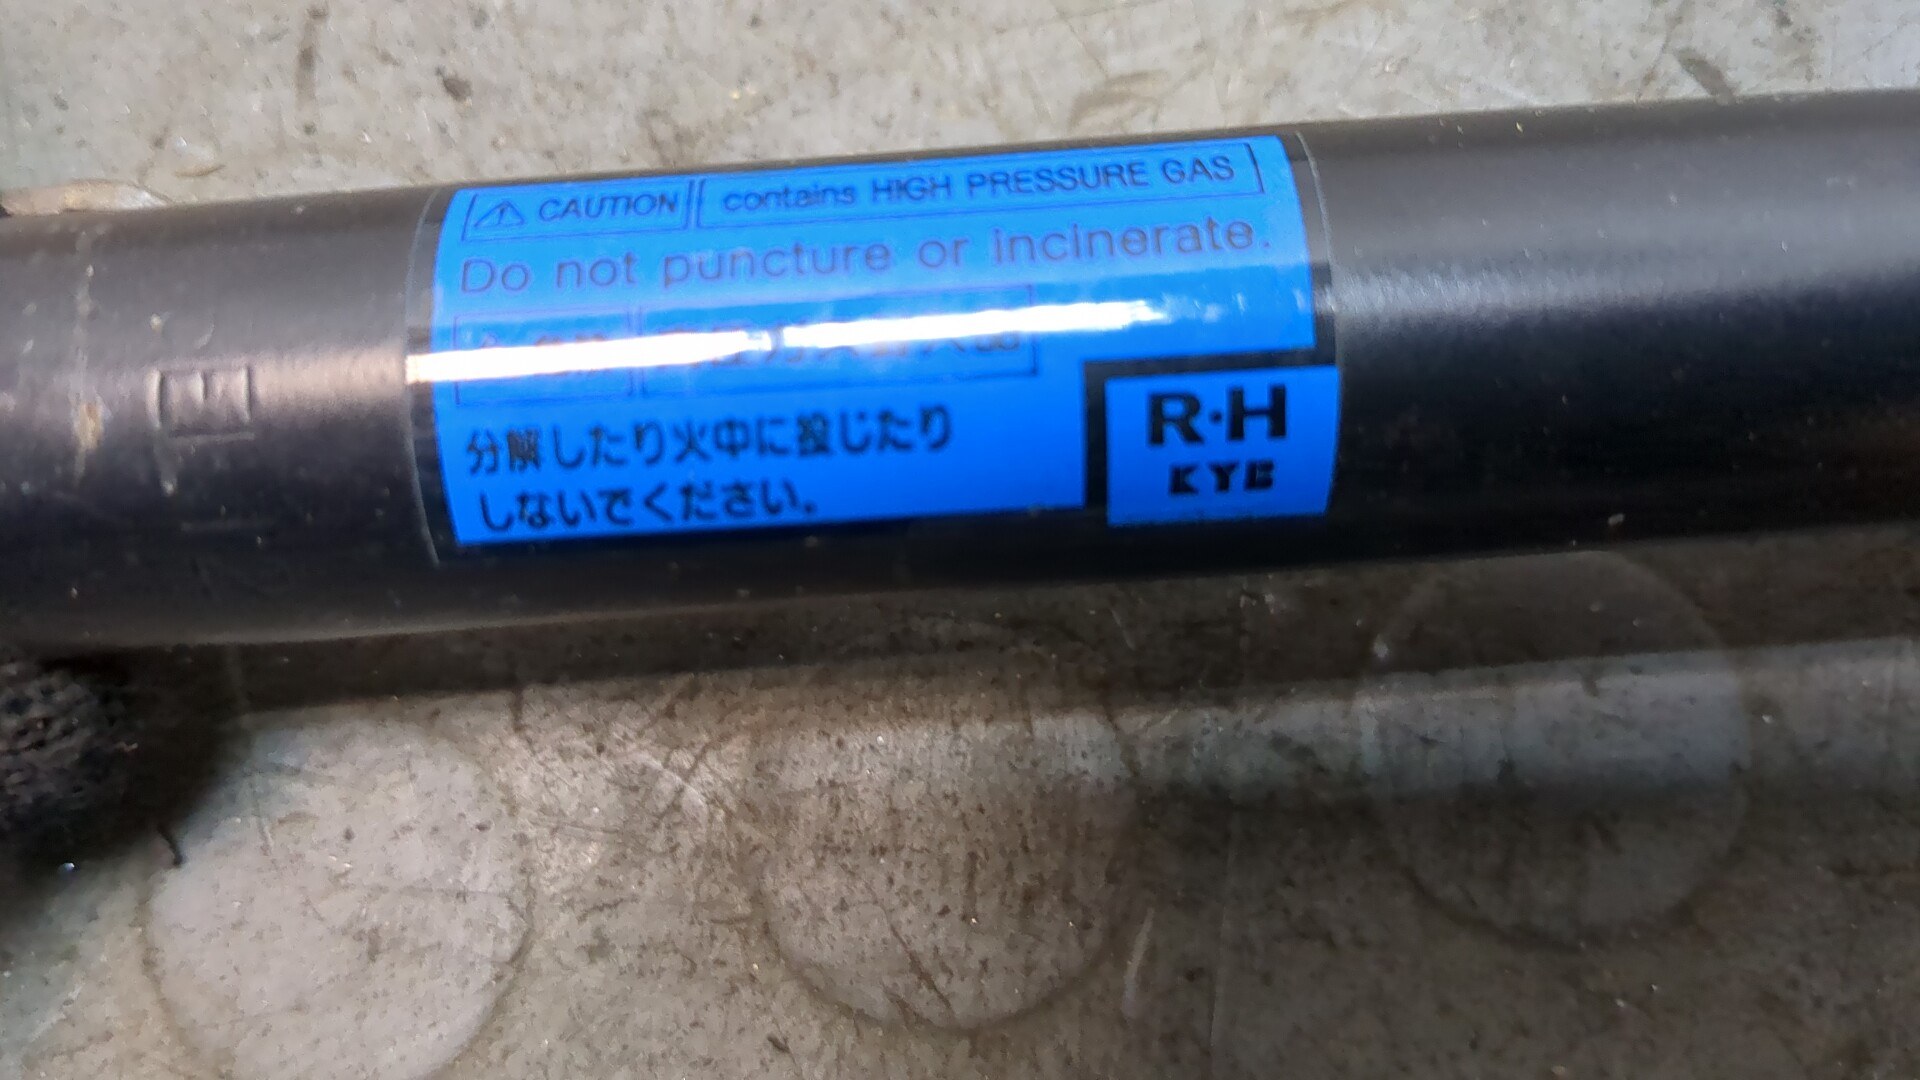 ⚠ CAUTION contains HIGH PRESSURE GAS
Do not puncture or incinerate.
分解したり火中に投じたり
しないでください。
R·H
KYB
E